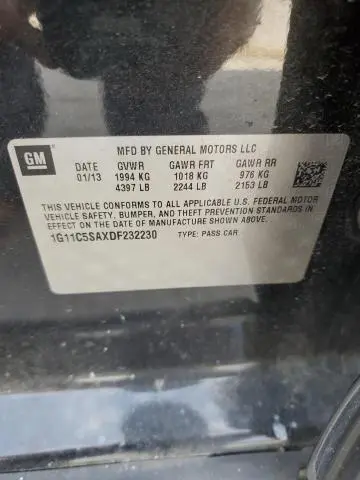 GM
MFD BY GENERAL MOTORS LLC
DATE GVWR GAWR FRT GAWR RR
01/13 1994 KG 1018 KG 976 KG
4397 LB 2244 LB 2153 LB
THIS VEHICLE CONFORMS TO ALL APPLICABLE U.S. FEDERAL MOTOR
VEHICLE SAFETY, BUMPER, AND THEFT PREVENTION STANDARDS IN
EFFECT ON THE DATE OF MANUFACTURE SHOWN ABOVE.
1G11C5SAXDF232230 TYPE: PASS CAR